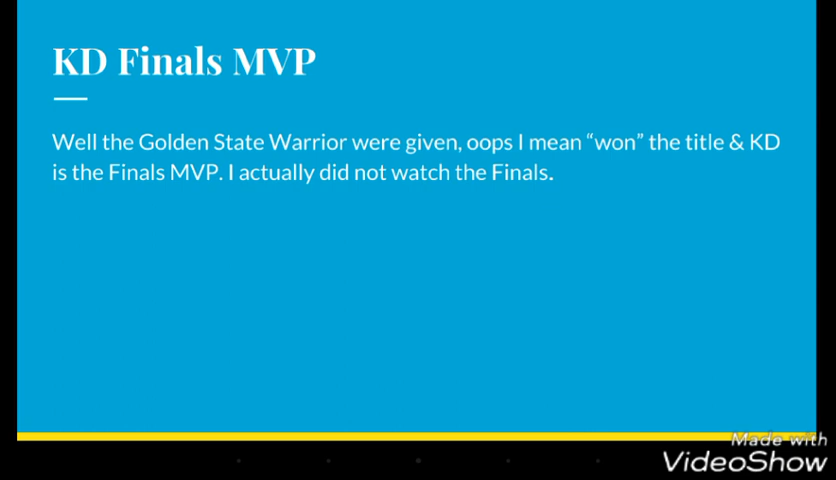 KD Finals MVP
Well the Golden State Warrior were given, oops I mean “won” the title & KD
is the Finals MVP. I actually did not watch the Finals.
Made with
VideoShow